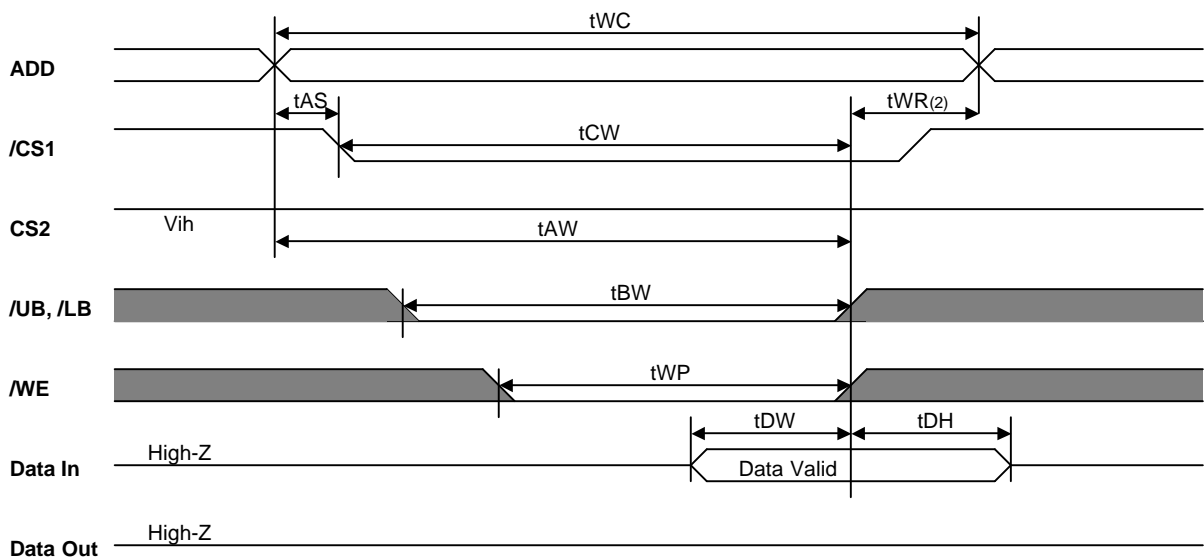 tWC
ADD
tAS
tWR(2)
/CS1
tCW
CS2
Vih
tAW
/UB, /LB
tBW
/WE
tWP
tDW
tDH
Data In
High-Z
Data Valid
Data Out
High-Z